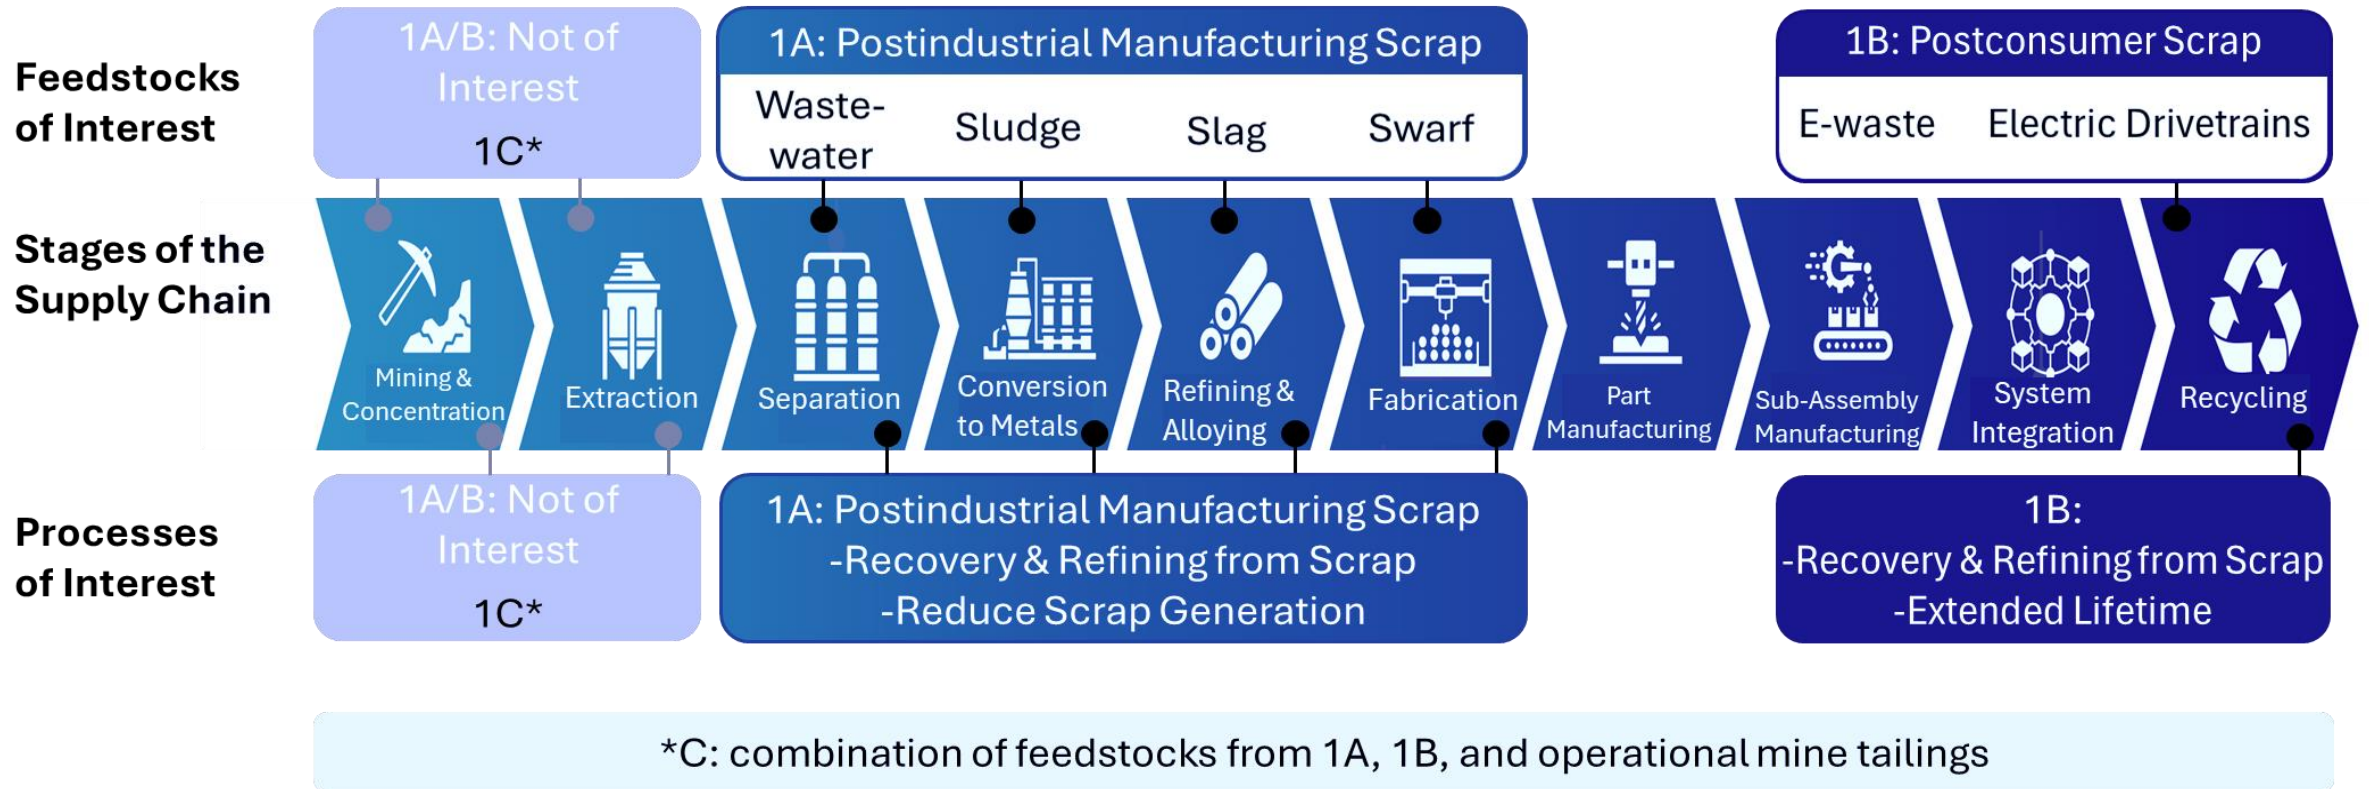 Feedstocks
of Interest
1A/B: Not of
Interest
1C*
1A: Postindustrial Manufacturing Scrap
Waste-
water
Sludge
Slag
Swarf
1B: Postconsumer Scrap
E-waste
Electric Drivetrains
Stages of the
Supply Chain
Mining &
Concentration
Extraction
Separation
Conversion
to Metals
Refining &
Alloying
Fabrication
Part
Manufacturing
Sub-Assembly
Manufacturing
System
Integration
Recycling
Processes
of Interest
1A/B: Not of
Interest
1C*
1A: Postindustrial Manufacturing Scrap
-Recovery & Refining from Scrap
-Reduce Scrap Generation
1B:
-Recovery & Refining from Scrap
-Extended Lifetime
*C: combination of feedstocks from 1A, 1B, and operational mine tailings